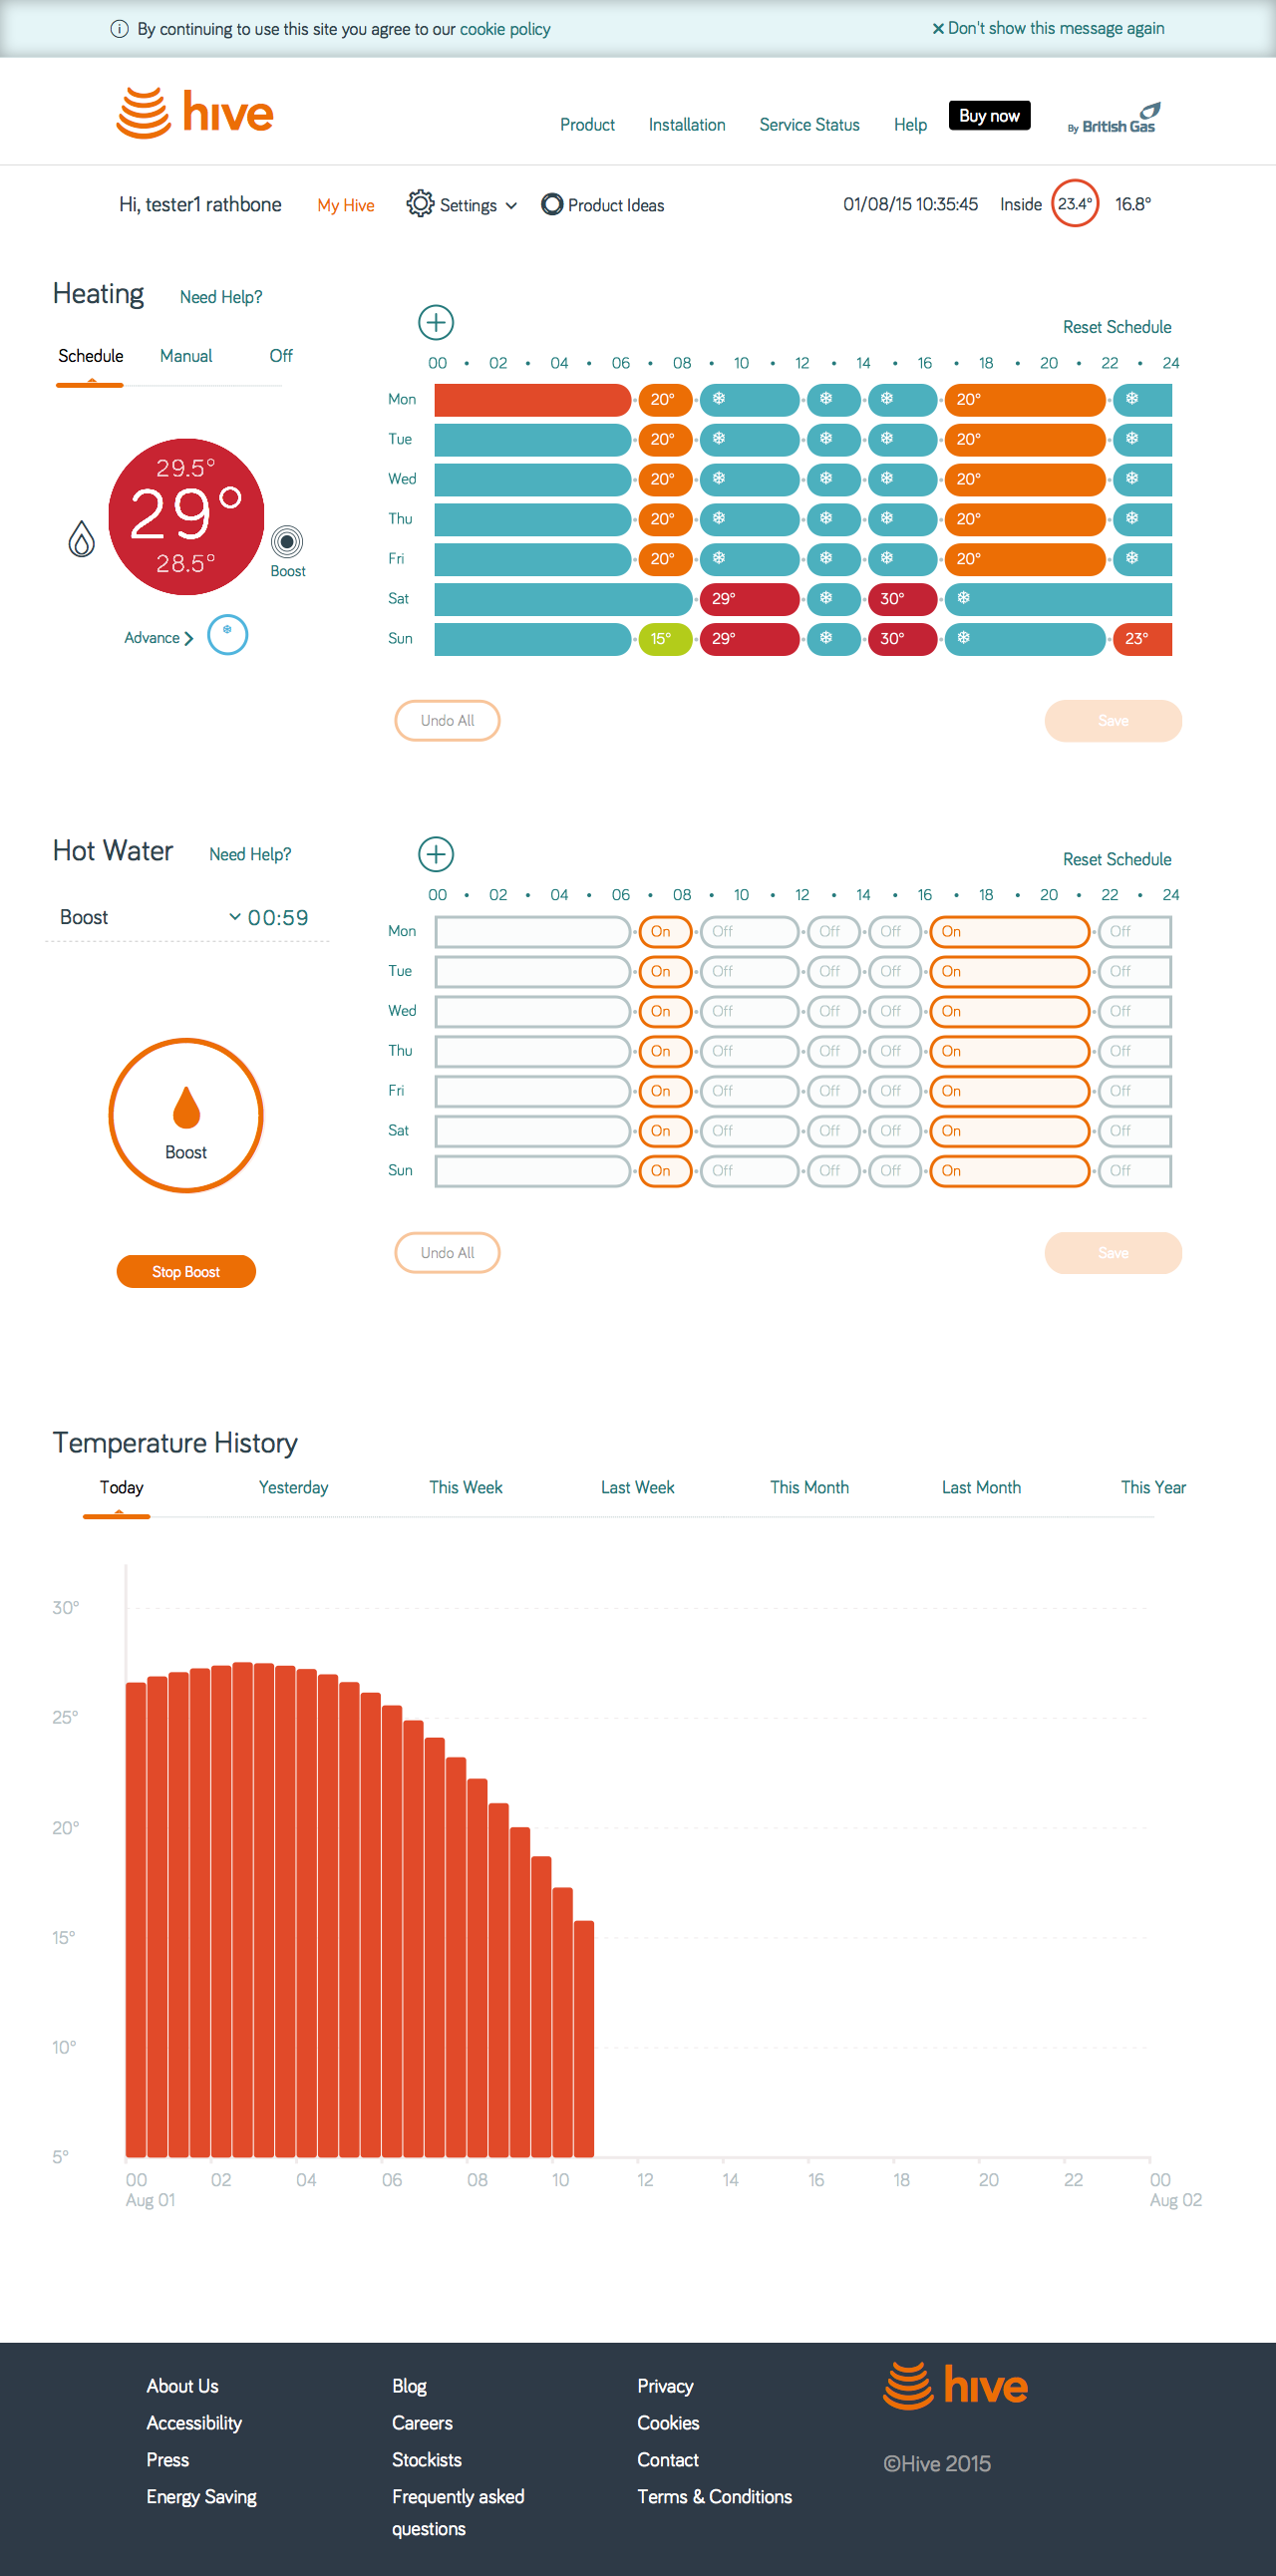 By continuing to use this site you agree to our cookie policy
Don't show this message again
hive
Product Installation Service Status Help Buy now By British Gas
Hi, tester1 rathbone My Hive Settings Product Ideas 01/08/15 10:35:45 Inside 23.4° 16.8°
Heating Need Help?
Schedule Manual Off
29.5°
29°
28.5°
Boost
Advance
Reset Schedule
00 • 02 • 04 • 06 • 08 • 10 • 12 • 14 • 16 • 18 • 20 • 22 • 24
Mon 20° 20°
Tue 20° 20°
Wed 20° 20°
Thu 20° 20°
Fri 20° 20°
Sat 29° 30°
Sun 15° 29° 30° 23°
Undo All Save
Hot Water Need Help?
Boost 00:59
Boost
Stop Boost
Reset Schedule
00 • 02 • 04 • 06 • 08 • 10 • 12 • 14 • 16 • 18 • 20 • 22 • 24
Mon On Off Off Off On Off
Tue On Off Off Off On Off
Wed On Off Off Off On Off
Thu On Off Off Off On Off
Fri On Off Off Off On Off
Sat On Off Off Off On Off
Sun On Off Off Off On Off
Undo All Save
Temperature History
Today Yesterday This Week Last Week This Month Last Month This Year
30°
25°
20°
15°
10°
5°
00 02 04 06 08 10 12 14 16 18 20 22 00
Aug 01 Aug 02
About Us Blog Privacy hive
Accessibility Careers Cookies
Press Stockists Contact ©Hive 2015
Energy Saving Frequently asked Terms & Conditions
questions